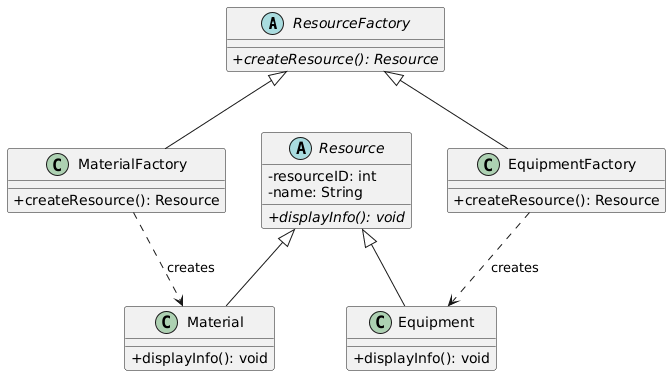 A ResourceFactory
+createResource(): Resource
C MaterialFactory
+createResource(): Resource
A Resource
-resourceID: int
-name: String
+displayInfo(): void
C EquipmentFactory
+createResource(): Resource
creates
creates
C Material
+displayInfo(): void
C Equipment
+displayInfo(): void